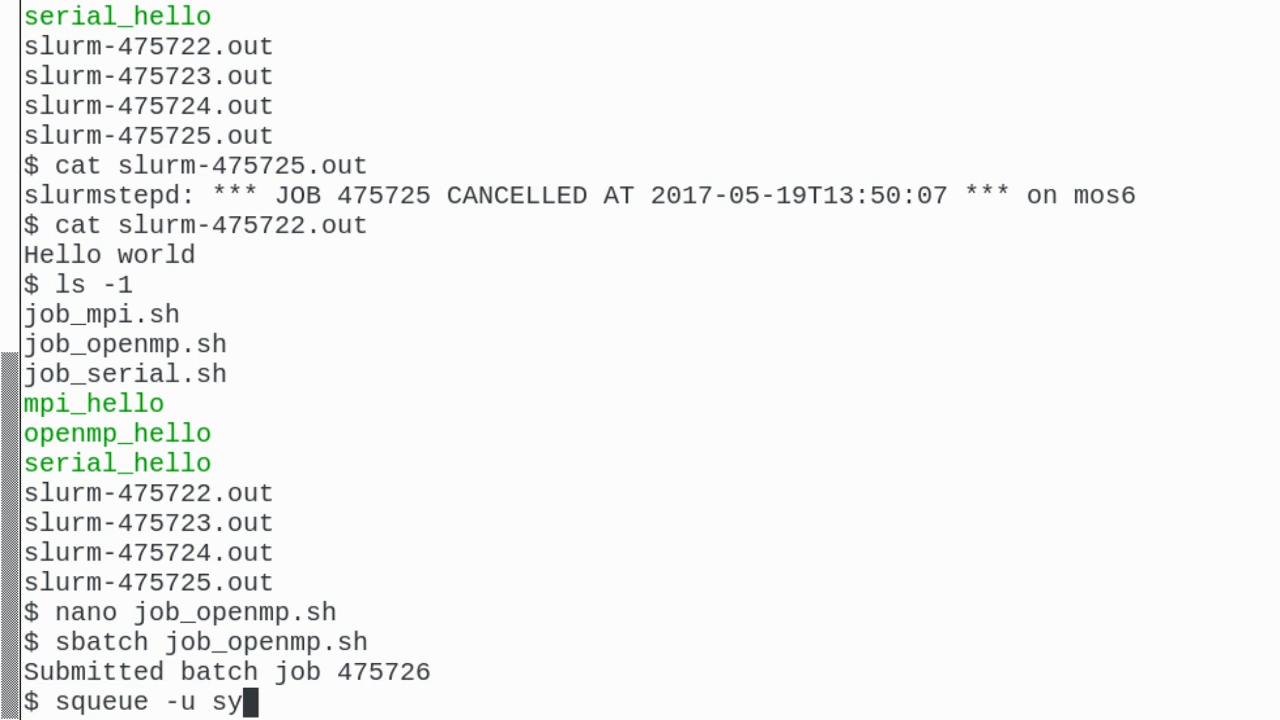 serial_hello
slurm-475722.out
slurm-475723.out
slurm-475724.out
slurm-475725.out
$ cat slurm-475725.out
slurmstepd: *** JOB 475725 CANCELLED AT 2017-05-19T13:50:07 *** on mos6
$ cat slurm-475722.out
Hello world
$ ls -1
job_mpi.sh
job_openmp.sh
job_serial.sh
mpi_hello
openmp_hello
serial_hello
slurm-475722.out
slurm-475723.out
slurm-475724.out
slurm-475725.out
$ nano job_openmp.sh
$ sbatch job_openmp.sh
Submitted batch job 475726
$ squeue -u sy